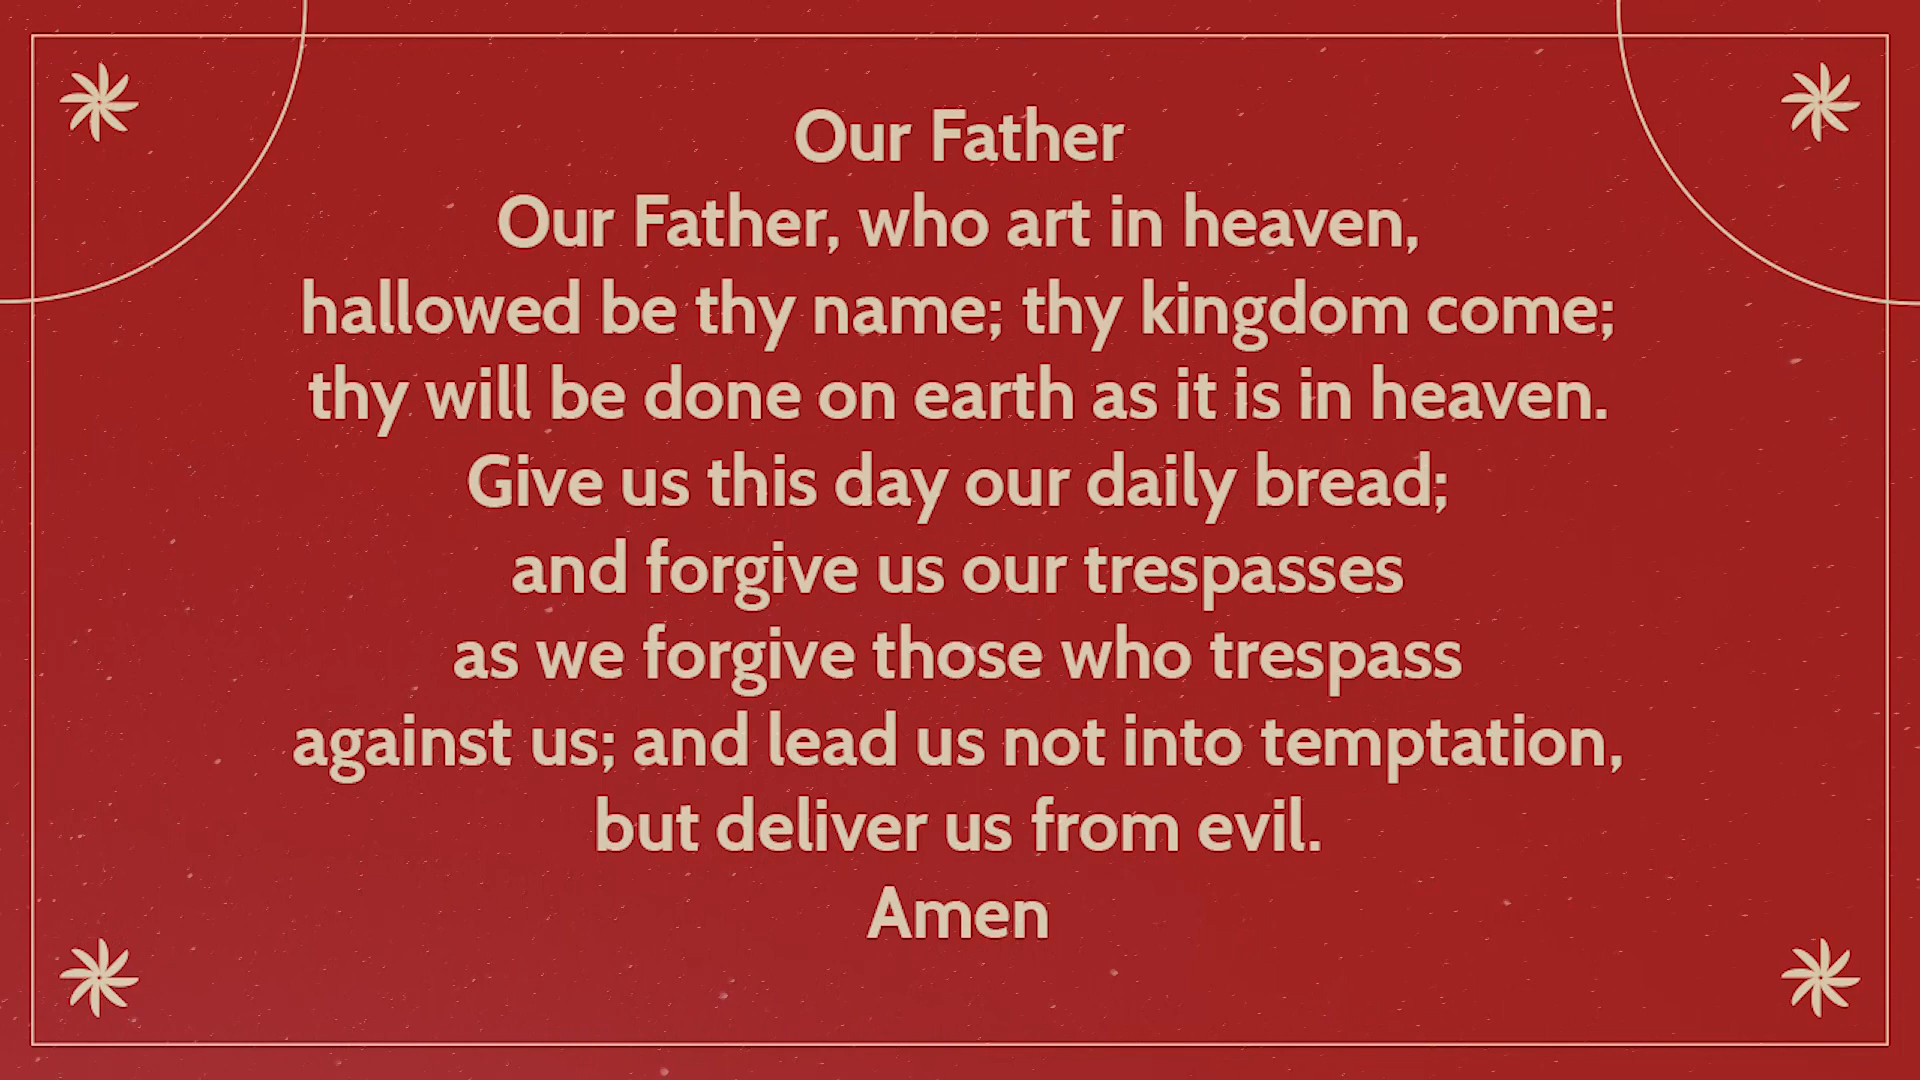 Our Father
Our Father, who art in heaven,
hallowed be thy name; thy kingdom come;
thy will be done on earth as it is in heaven.
Give us this day our daily bread;
and forgive us our trespasses
as we forgive those who trespass
against us; and lead us not into temptation,
but deliver us from evil.
Amen